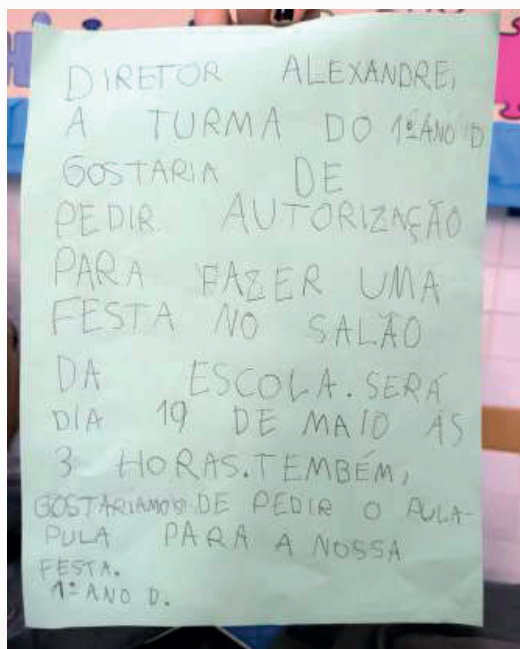 DIRETOR ALEXANDRE,
A TURMA DO 1º ANO D
GOSTARIA DE
PEDIR AUTORIZAÇÃO
PARA FAZER UMA
FESTA NO SALÃO
DA ESCOLA. SERÁ
DIA 19 DE MAIO ÀS
3 HORAS. TEMBÉM,
GOSTARIAMOS DE PEDIR O PULA-
PULA PARA A NOSSA
FESTA.
1º ANO D.